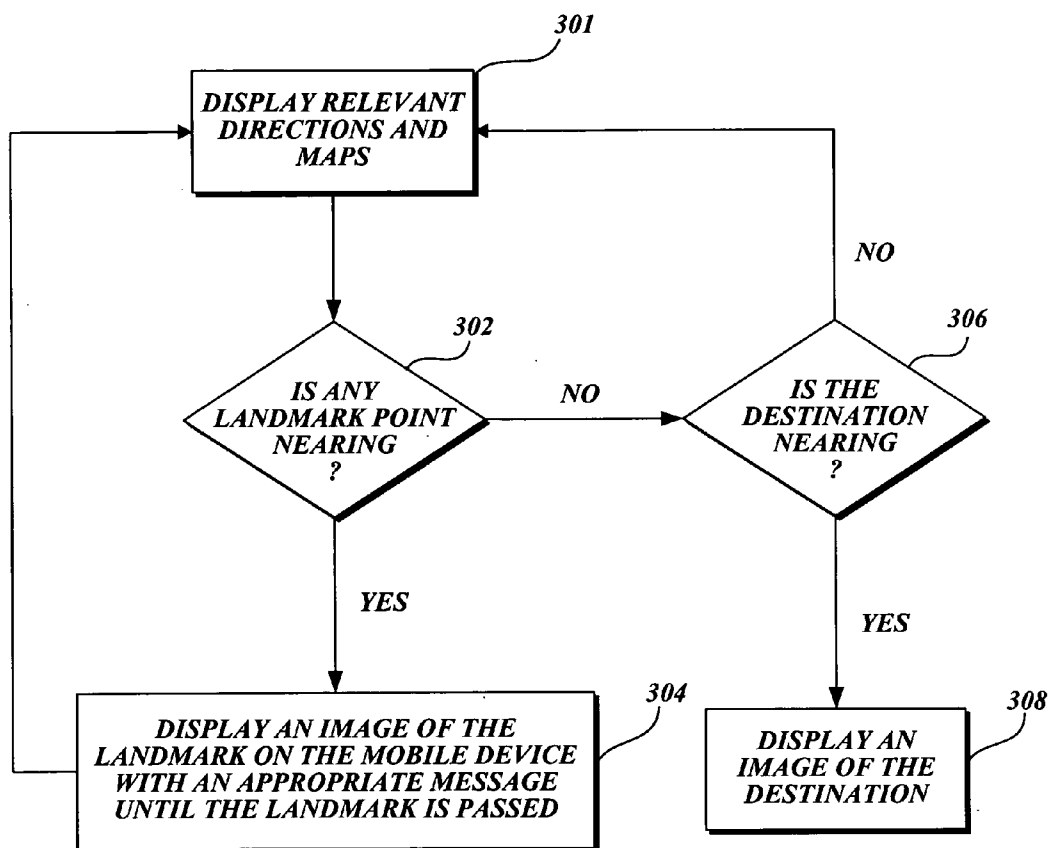 301
DISPLAY RELEVANT
DIRECTIONS AND
MAPS
NO
302
IS ANY
LANDMARK POINT
NEARING
?
NO
306
IS THE
DESTINATION
NEARING
?
YES
YES
304
DISPLAY AN IMAGE OF THE
LANDMARK ON THE MOBILE DEVICE
WITH AN APPROPRIATE MESSAGE
UNTIL THE LANDMARK IS PASSED
308
DISPLAY AN
IMAGE OF THE
DESTINATION